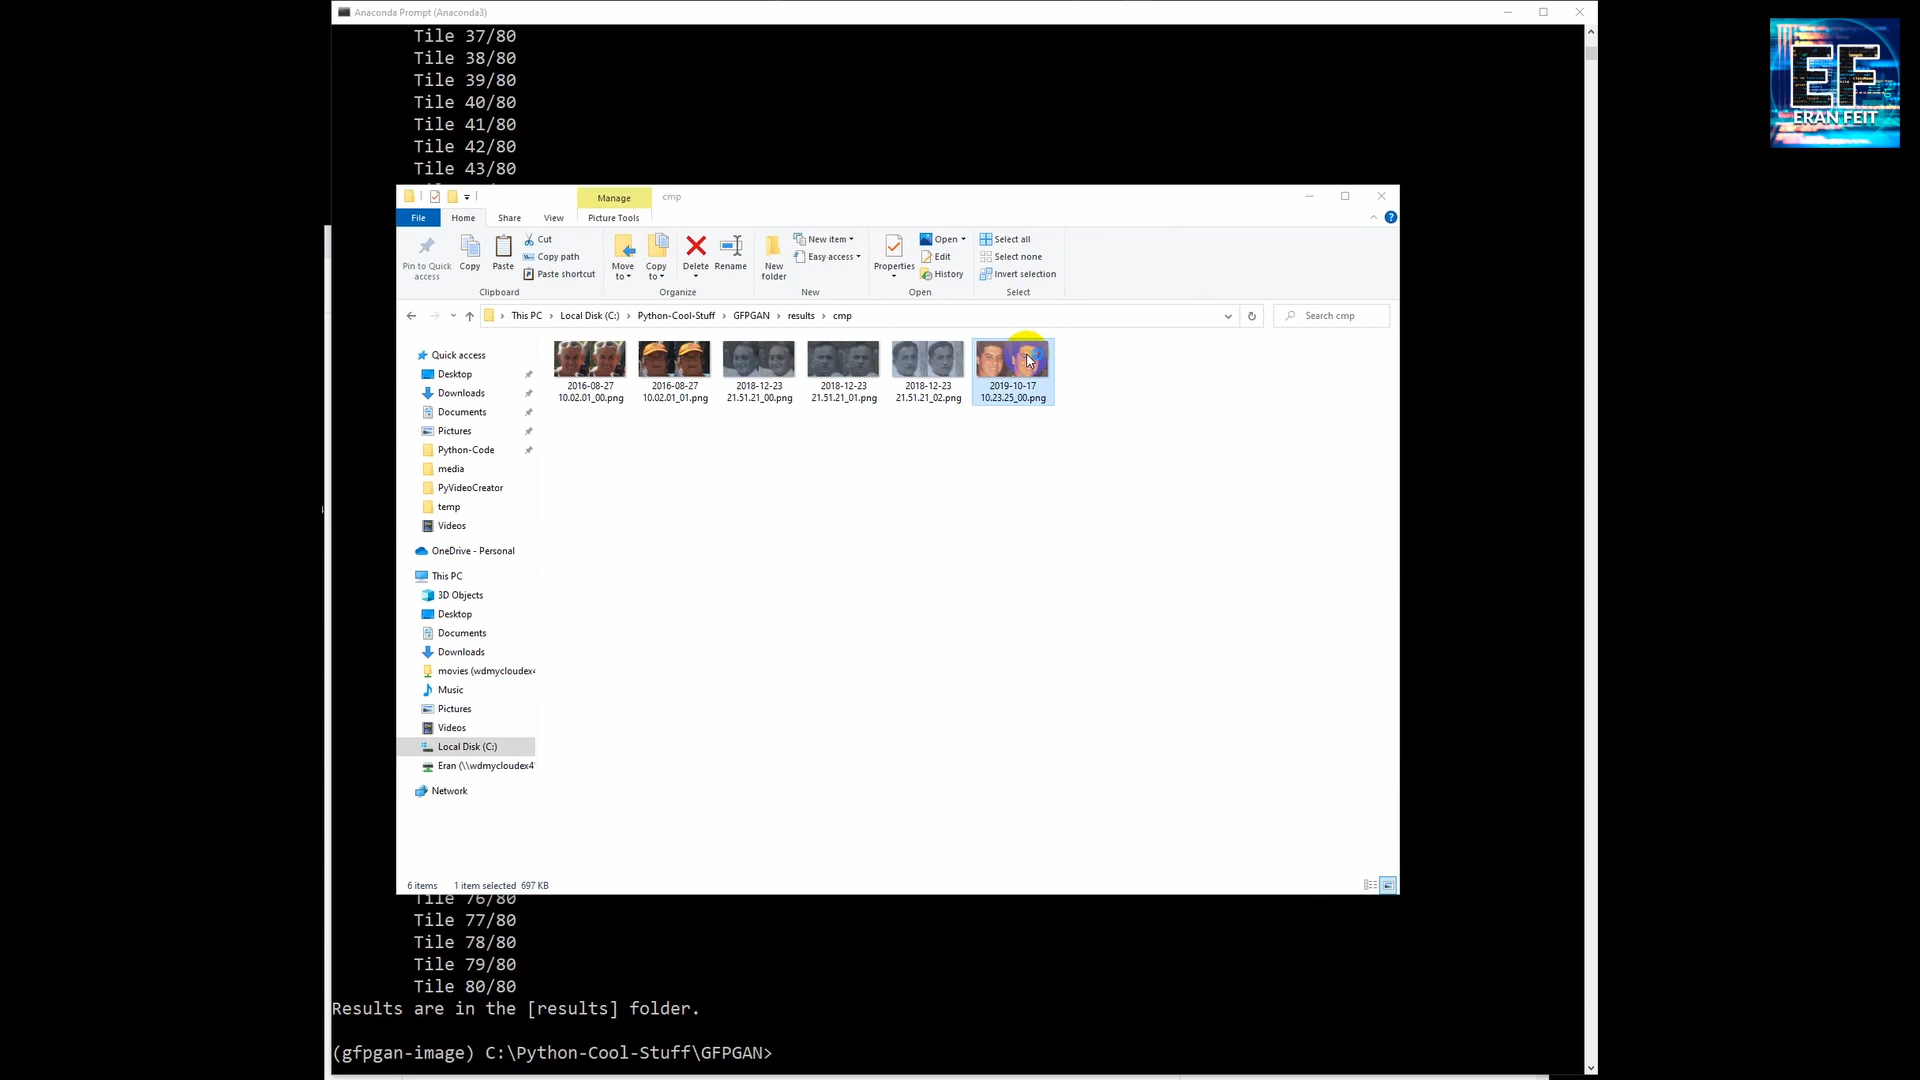 Anaconda Prompt (Anaconda3)
Tile 37/80
Tile 38/80
Tile 39/80
Tile 40/80
Tile 41/80
Tile 42/80
Tile 43/80
EF
ERAN FEIT
Manage
cmp
File
Home
Share
View
Picture Tools
Pin to Quick access
Copy
Paste
Cut
Copy path
Paste shortcut
Clipboard
Move to
Copy to
Delete
Rename
Organize
New folder
New item
Easy access
New
Properties
Open
Edit
History
Open
Select all
Select none
Invert selection
Select
This PC > Local Disk (C:) > Python-Cool-Stuff > GFPGAN > results > cmp
Search cmp
Quick access
Desktop
Downloads
Documents
Pictures
Python-Code
media
PyVideoCreator
temp
Videos
OneDrive - Personal
This PC
3D Objects
Desktop
Documents
Downloads
movies (wdmycloudex4
Music
Pictures
Videos
Local Disk (C:)
Eran (\\wdmycloudex4
Network
2016-08-27 10.02.01_00.png
2016-08-27 10.02.01_01.png
2018-12-23 21.51.21_00.png
2018-12-23 21.51.21_01.png
2018-12-23 21.51.21_02.png
2019-10-17 10.23.25_00.png
6 items
1 item selected 697 KB
Tile 76/80
Tile 77/80
Tile 78/80
Tile 79/80
Tile 80/80
Results are in the [results] folder.
(gfpgan-image) C:\Python-Cool-Stuff\GFPGAN>